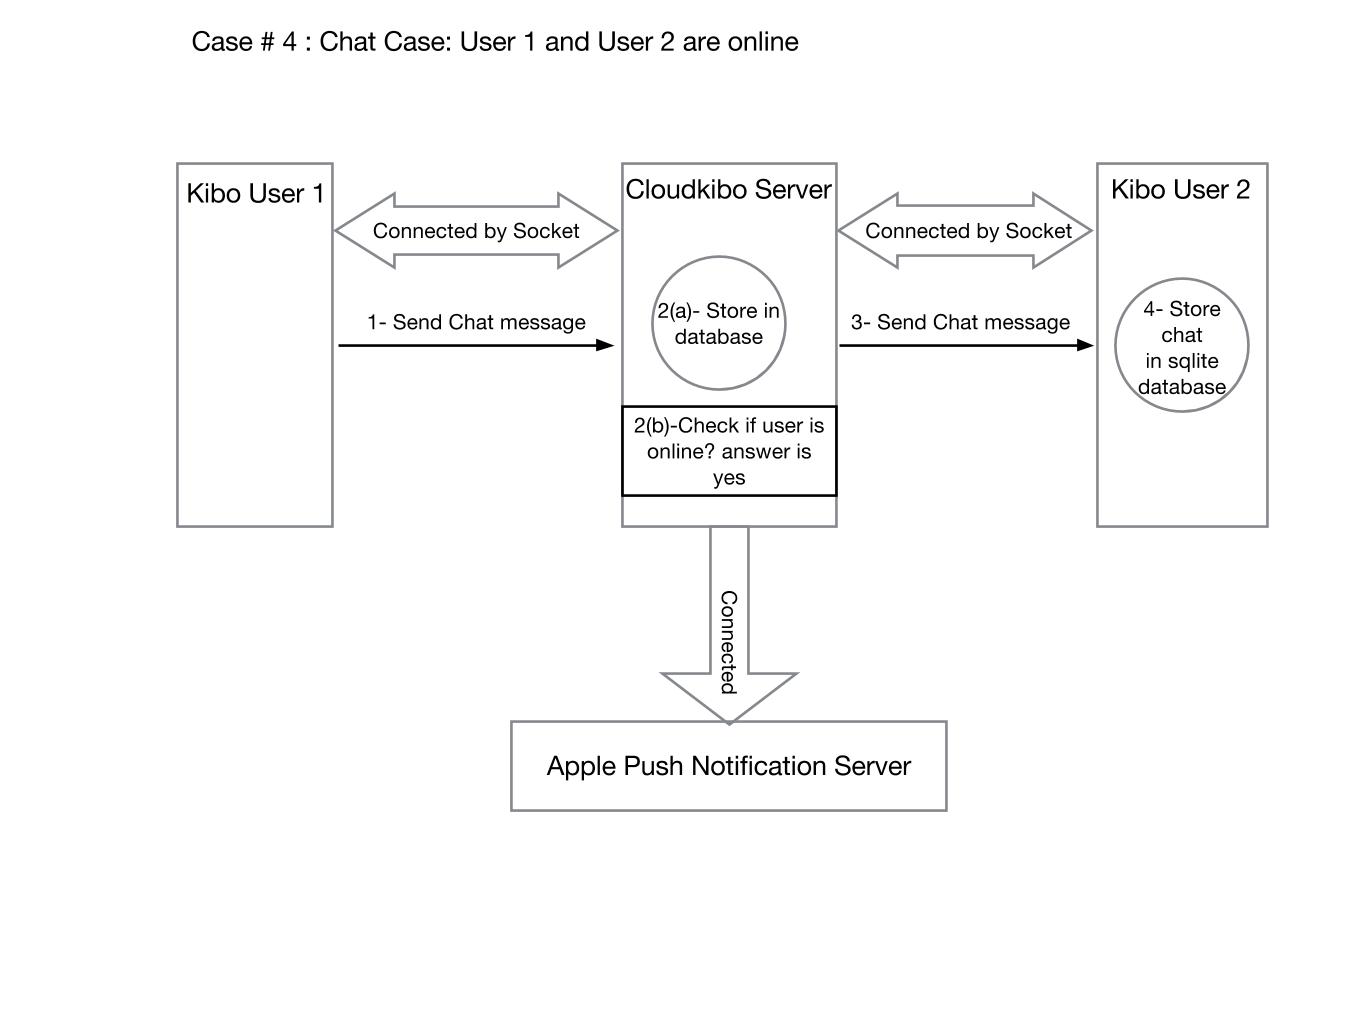 Case # 4 : Chat Case: User 1 and User 2 are online
Kibo User 1
Connected by Socket
1- Send Chat message
Cloudkibo Server
2(a)- Store in
database
2(b)-Check if user is
online? answer is
yes
Connected by Socket
3- Send Chat message
Kibo User 2
4- Store
chat
in sqlite
database
Connected
Apple Push Notification Server